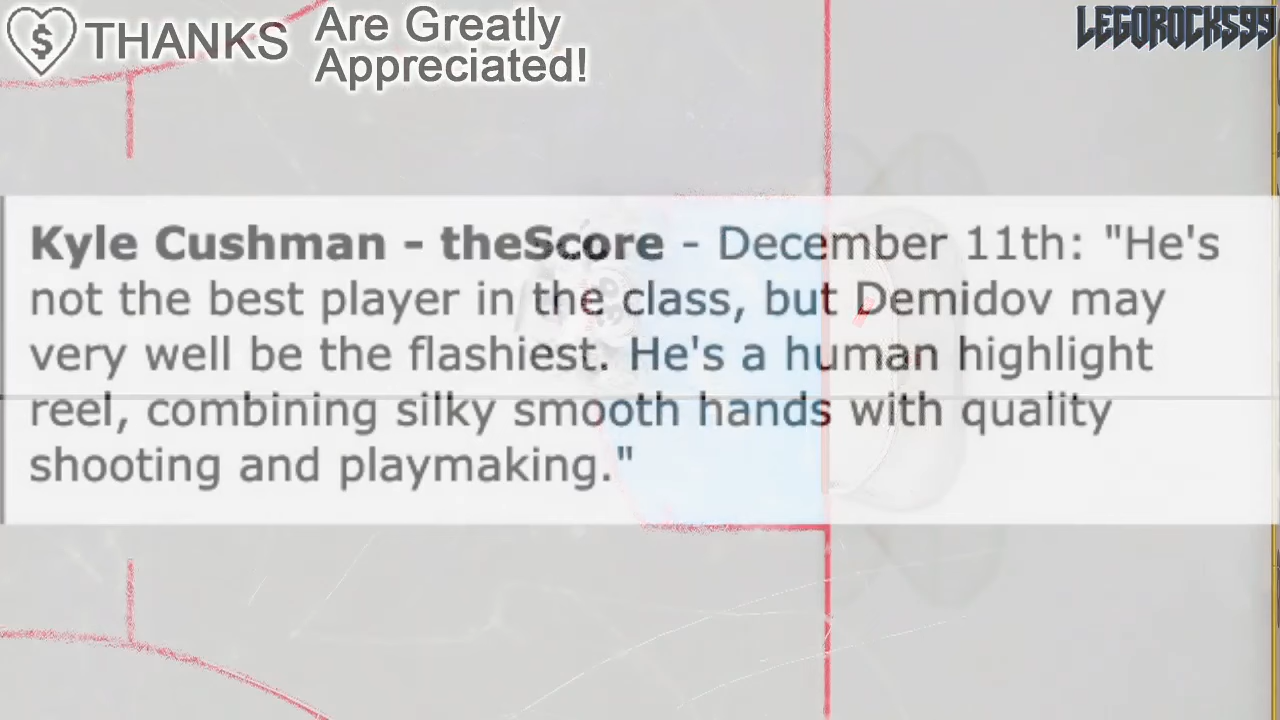 $ THANKS Are Greatly
Appreciated!
LEGOROCKS99
Kyle Cushman - theScore - December 11th: "He's
not the best player in the class, but Demidov may
very well be the flashiest. He's a human highlight
reel, combining silky smooth hands with quality
shooting and playmaking."